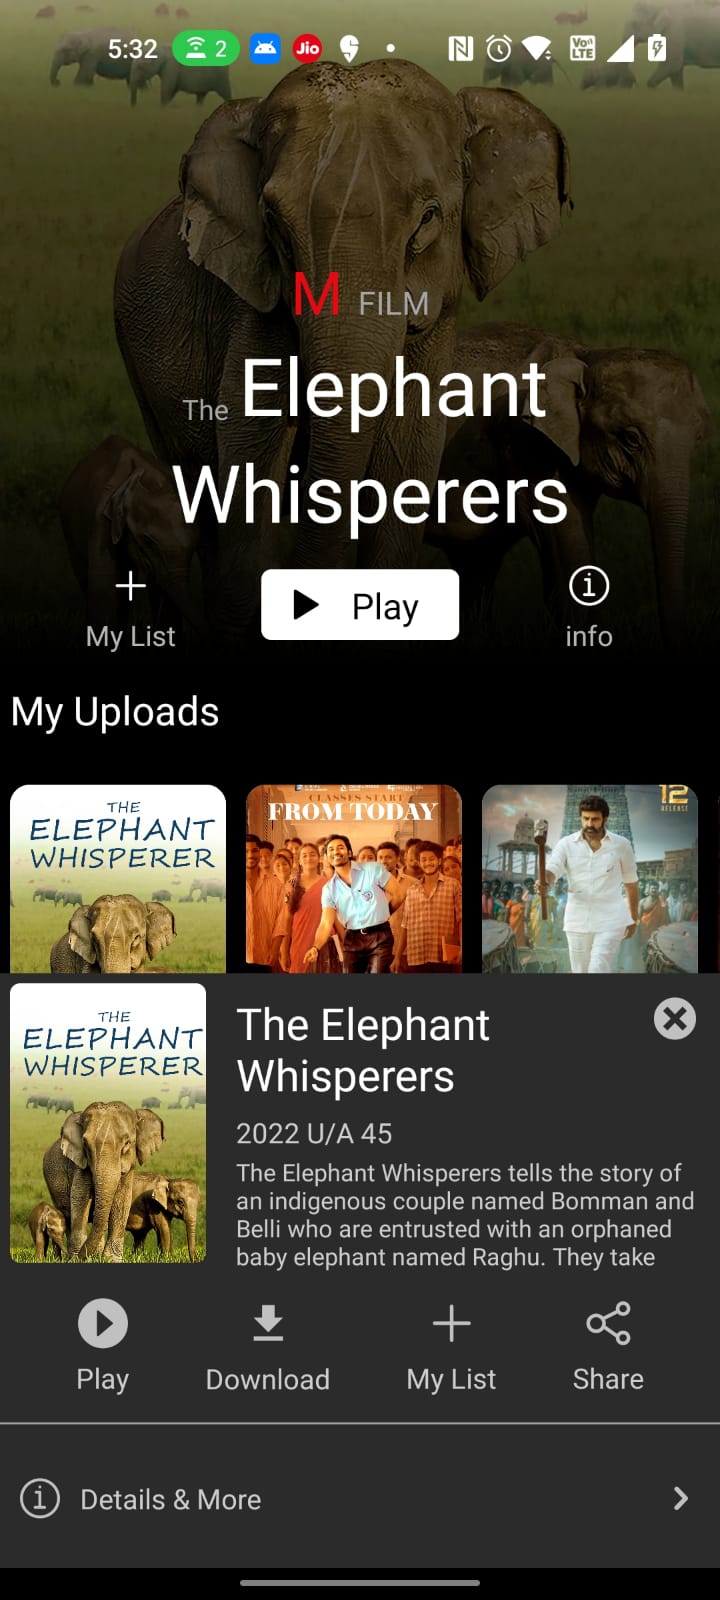 5:32 2 Jio N Vo)) LTE
M FILM
The Elephant
Whisperers
My List
Play
info
My Uploads
THE
ELEPHANT
WHISPERER
CLASSES START
FROM TODAY
12
RELEASE
THE
ELEPHANT
WHISPERER
The Elephant
Whisperers
2022 U/A 45
The Elephant Whisperers tells the story of
an indigenous couple named Bomman and
Belli who are entrusted with an orphaned
baby elephant named Raghu. They take
Play
Download
My List
Share
Details & More